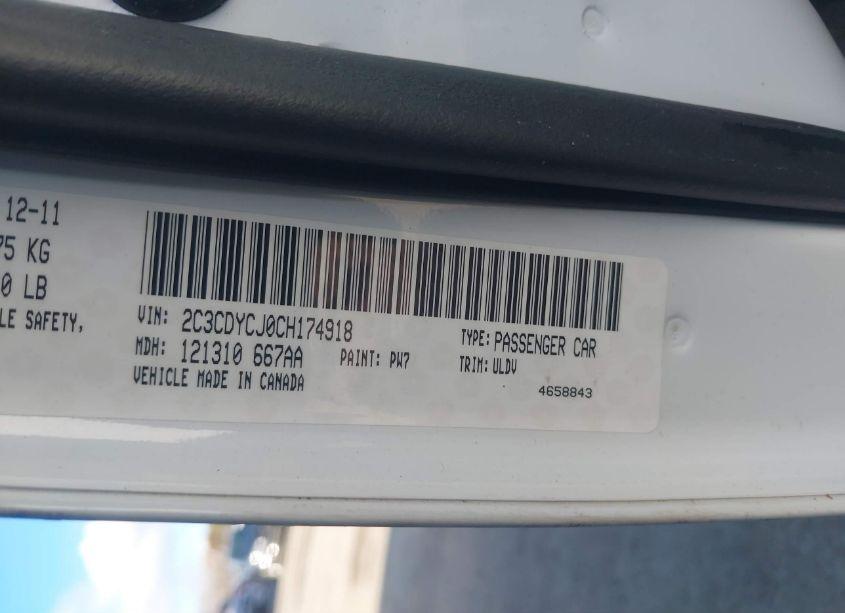 12-11
75 KG
0 LB
LE SAFETY,
VIN: 2C3CDYCJ0CH174918
TYPE: PASSENGER CAR
MDH: 121310 667AA PAINT: PW7
TRIM: ULDV
VEHICLE MADE IN CANADA
4658843